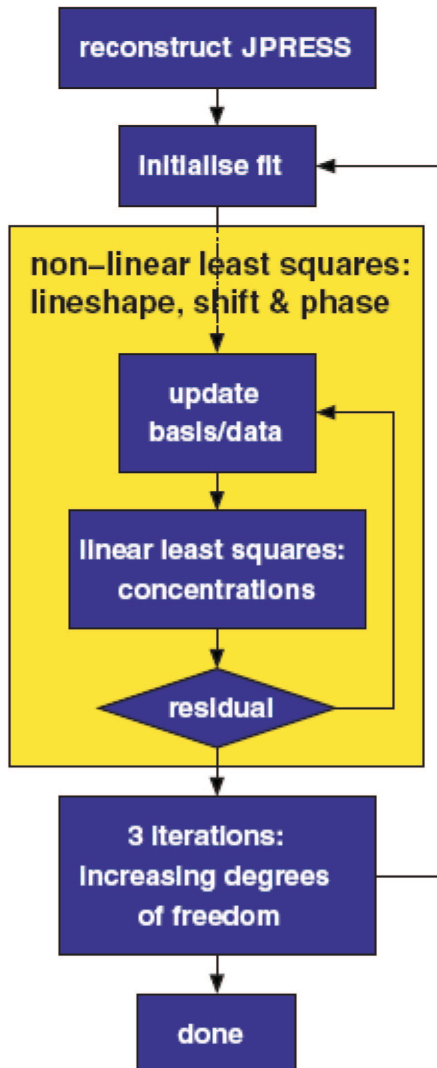 reconstruct JPRESS
initialise fit
non–linear least squares:
lineshape, shift & phase
update
basis/data
linear least squares:
concentrations
residual
3 iterations:
increasing degrees
of freedom
done